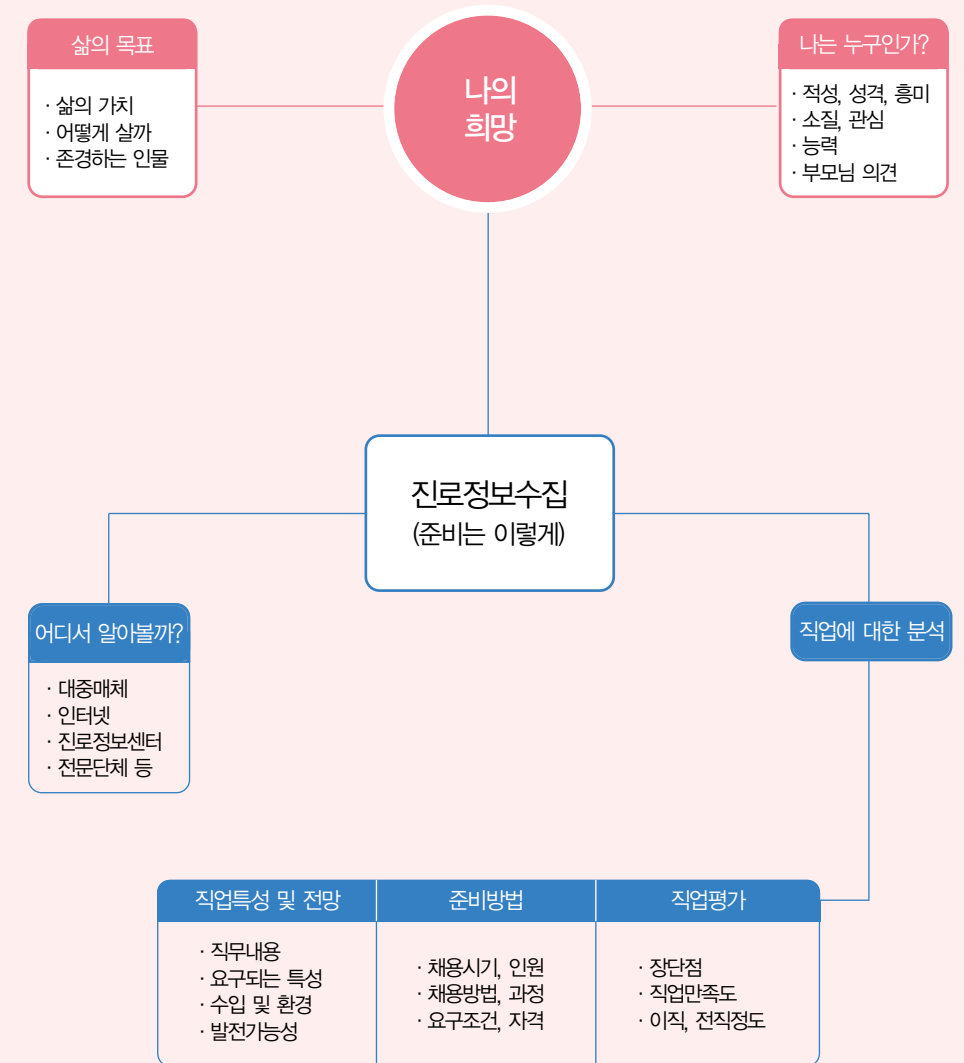 삶의 목표
· 삶의 가치
· 어떻게 살까
· 존경하는 인물
나의
희망
나는 누구인가?
· 적성, 성격, 흥미
· 소질, 관심
· 능력
· 부모님 의견
진로정보수집
(준비는 이렇게)
어디서 알아볼까?
· 대중매체
· 인터넷
· 진로정보센터
· 전문단체 등
직업에 대한 분석
직업특성 및 전망
· 직무내용
· 요구되는 특성
· 수입 및 환경
· 발전가능성
준비방법
· 채용시기, 인원
· 채용방법, 과정
· 요구조건, 자격
직업평가
· 장단점
· 직업만족도
· 이직, 전직정도